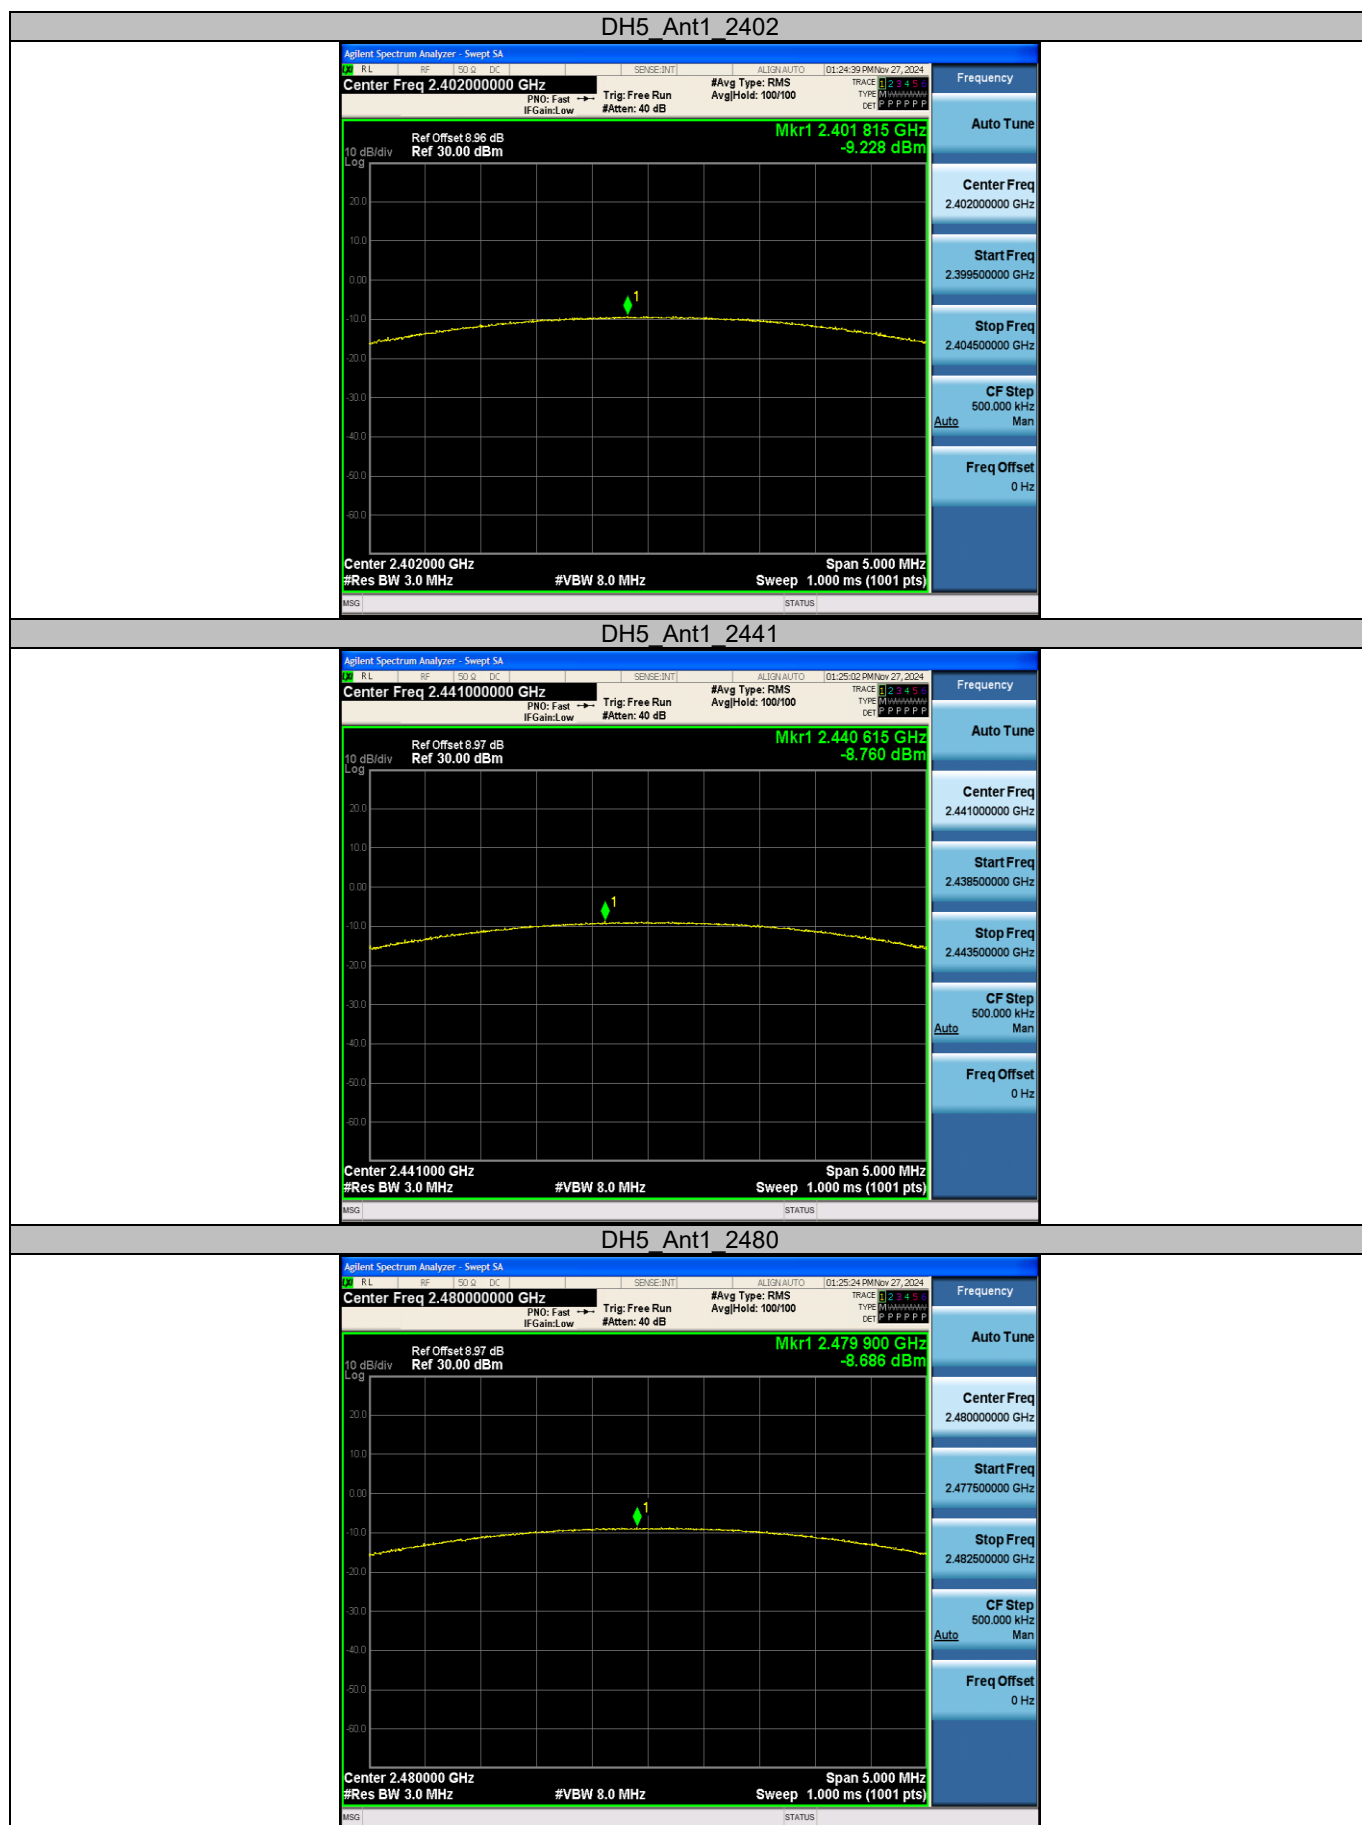 DH5_Ant1_2402
Agilent Spectrum Analyzer - Swept SA
RL RF 50 Ω DC SENSE:INT ALIGN AUTO 01:24:39 PM Nov 27, 2024
Center Freq 2.402000000 GHz
PNO: Fast
IFGain:Low
Trig: Free Run
#Atten: 40 dB
#Avg Type: RMS
Avg|Hold: 100/100
TRACE 1 2 3 4 5 6
TYPE M
DET P P P P P P
Frequency
Mkr1 2.401 815 GHz
-9.228 dBm
Ref Offset 8.96 dB
10 dB/div Ref 30.00 dBm
Log
20.0
10.0
0.00
-10.0
-20.0
-30.0
-40.0
-50.0
-60.0
1
Center 2.402000 GHz Span 5.000 MHz
#Res BW 3.0 MHz #VBW 8.0 MHz Sweep 1.000 ms (1001 pts)
MSG STATUS
Auto Tune
Center Freq
2.402000000 GHz
Start Freq
2.399500000 GHz
Stop Freq
2.404500000 GHz
CF Step
500.000 kHz
Auto Man
Freq Offset
0 Hz
DH5_Ant1_2441
Agilent Spectrum Analyzer - Swept SA
RL RF 50 Ω DC SENSE:INT ALIGN AUTO 01:25:02 PM Nov 27, 2024
Center Freq 2.441000000 GHz
PNO: Fast
IFGain:Low
Trig: Free Run
#Atten: 40 dB
#Avg Type: RMS
Avg|Hold: 100/100
TRACE 1 2 3 4 5 6
TYPE M
DET P P P P P P
Frequency
Mkr1 2.440 615 GHz
-8.760 dBm
Ref Offset 8.97 dB
10 dB/div Ref 30.00 dBm
Log
20.0
10.0
0.00
-10.0
-20.0
-30.0
-40.0
-50.0
-60.0
1
Center 2.441000 GHz Span 5.000 MHz
#Res BW 3.0 MHz #VBW 8.0 MHz Sweep 1.000 ms (1001 pts)
MSG STATUS
Auto Tune
Center Freq
2.441000000 GHz
Start Freq
2.438500000 GHz
Stop Freq
2.443500000 GHz
CF Step
500.000 kHz
Auto Man
Freq Offset
0 Hz
DH5_Ant1_2480
Agilent Spectrum Analyzer - Swept SA
RL RF 50 Ω DC SENSE:INT ALIGN AUTO 01:25:24 PM Nov 27, 2024
Center Freq 2.480000000 GHz
PNO: Fast
IFGain:Low
Trig: Free Run
#Atten: 40 dB
#Avg Type: RMS
Avg|Hold: 100/100
TRACE 1 2 3 4 5 6
TYPE M
DET P P P P P P
Frequency
Mkr1 2.479 900 GHz
-8.686 dBm
Ref Offset 8.97 dB
10 dB/div Ref 30.00 dBm
Log
20.0
10.0
0.00
-10.0
-20.0
-30.0
-40.0
-50.0
-60.0
1
Center 2.480000 GHz Span 5.000 MHz
#Res BW 3.0 MHz #VBW 8.0 MHz Sweep 1.000 ms (1001 pts)
MSG STATUS
Auto Tune
Center Freq
2.480000000 GHz
Start Freq
2.477500000 GHz
Stop Freq
2.482500000 GHz
CF Step
500.000 kHz
Auto Man
Freq Offset
0 Hz